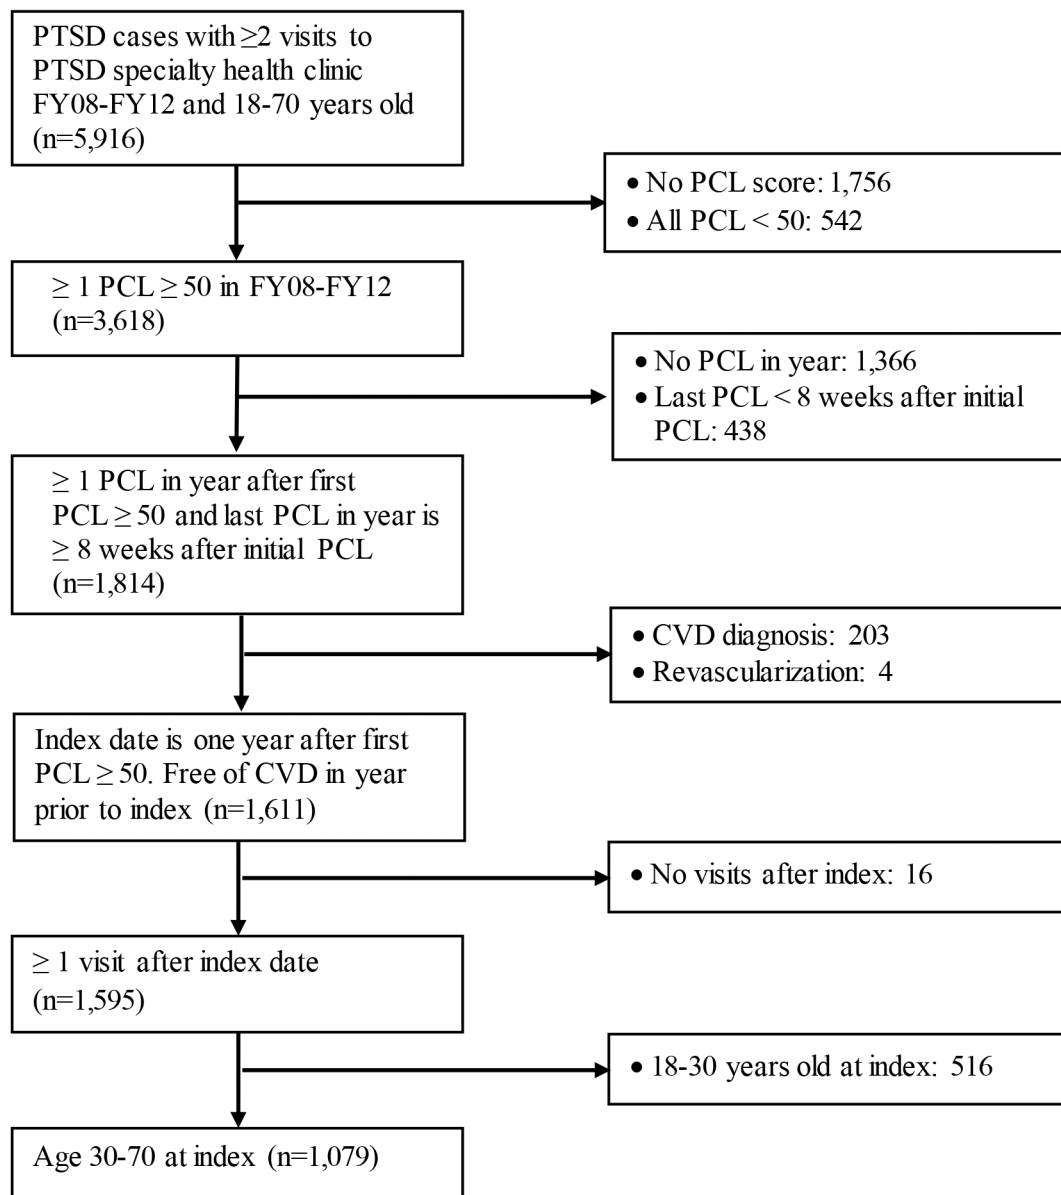 PTSD cases with ≥2 visits to
PTSD specialty health clinic
FY08-FY12 and 18-70 years old
(n=5,916)
• No PCL score: 1,756
• All PCL < 50: 542
≥ 1 PCL ≥ 50 in FY08-FY12
(n=3,618)
• No PCL in year: 1,366
• Last PCL < 8 weeks after initial
PCL: 438
≥ 1 PCL in year after first
PCL ≥ 50 and last PCL in year is
≥ 8 weeks after initial PCL
(n=1,814)
• CVD diagnosis: 203
• Revascularization: 4
Index date is one year after first
PCL ≥ 50. Free of CVD in year
prior to index (n=1,611)
• No visits after index: 16
≥ 1 visit after index date
(n=1,595)
• 18-30 years old at index: 516
Age 30-70 at index (n=1,079)